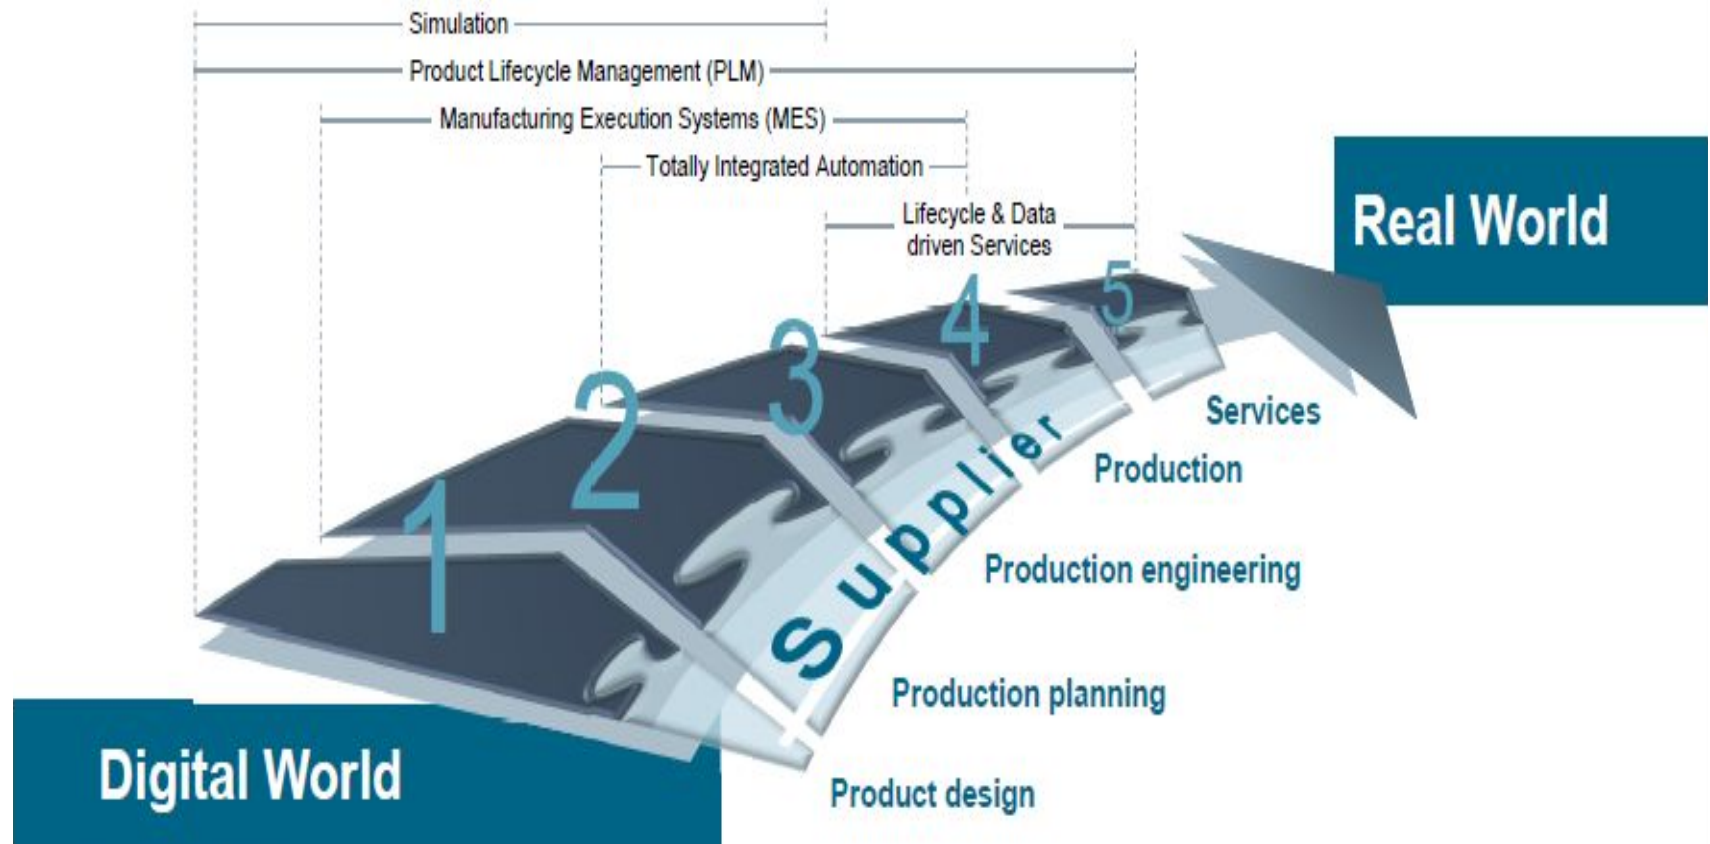 Simulation
Product Lifecycle Management (PLM)
Manufacturing Execution Systems (MES)
Totally Integrated Automation
Lifecycle & Data
driven Services
Real World
5
4
3
2
1
Supplier
Services
Production
Production engineering
Production planning
Product design
Digital World